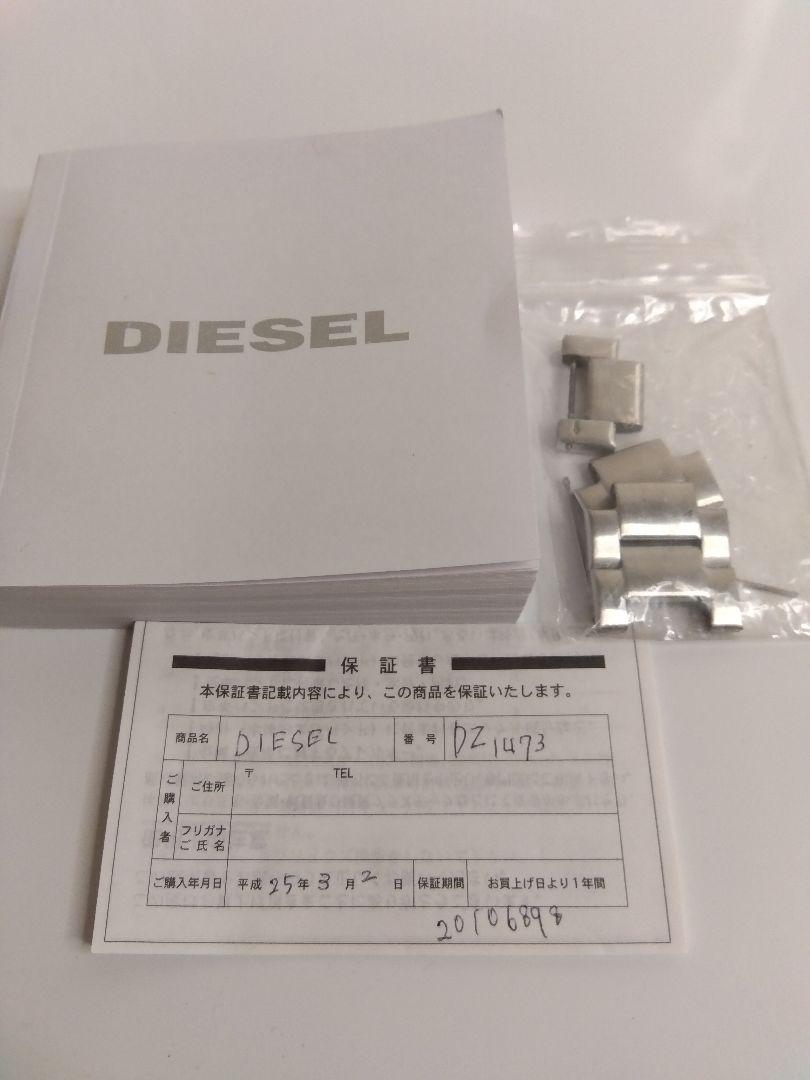 DIESEL
保証書
本保証書記載内容により、この商品を保証いたします。
商品名 DIESEL 番号 DZ1473
ご購入者 ご住所 〒 TEL
フリガナ
ご氏名
ご購入年月日 平成25年3月2日 保証期間 お買上げ日より1年間
20106898